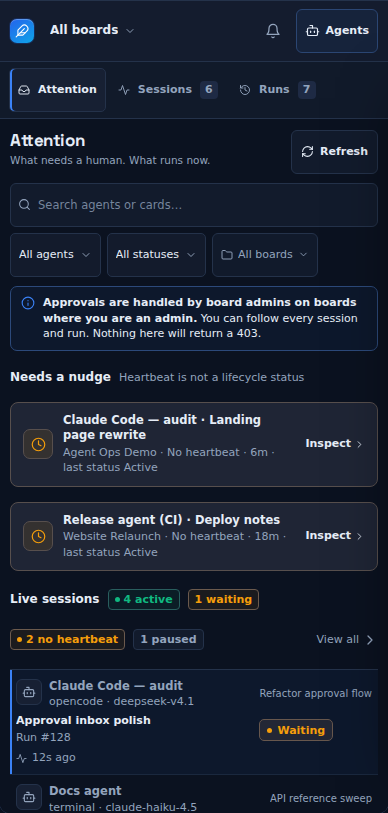 All boards
Agents
Attention
Sessions 6
Runs 7
Attention
What needs a human. What runs now.
Refresh
Search agents or cards…
All agents
All statuses
All boards
Approvals are handled by board admins on boards
where you are an admin. You can follow every session
and run. Nothing here will return a 403.
Needs a nudge Heartbeat is not a lifecycle status
Claude Code — audit · Landing
page rewrite
Agent Ops Demo · No heartbeat · 6m ·
last status Active
Inspect
Release agent (CI) · Deploy notes
Website Relaunch · No heartbeat · 18m ·
last status Active
Inspect
Live sessions 4 active 1 waiting
2 no heartbeat 1 paused View all
Claude Code — audit
opencode · deepseek-v4.1
Refactor approval flow
Approval inbox polish
Run #128
Waiting
12s ago
Docs agent
terminal · claude-haiku-4.5
API reference sweep